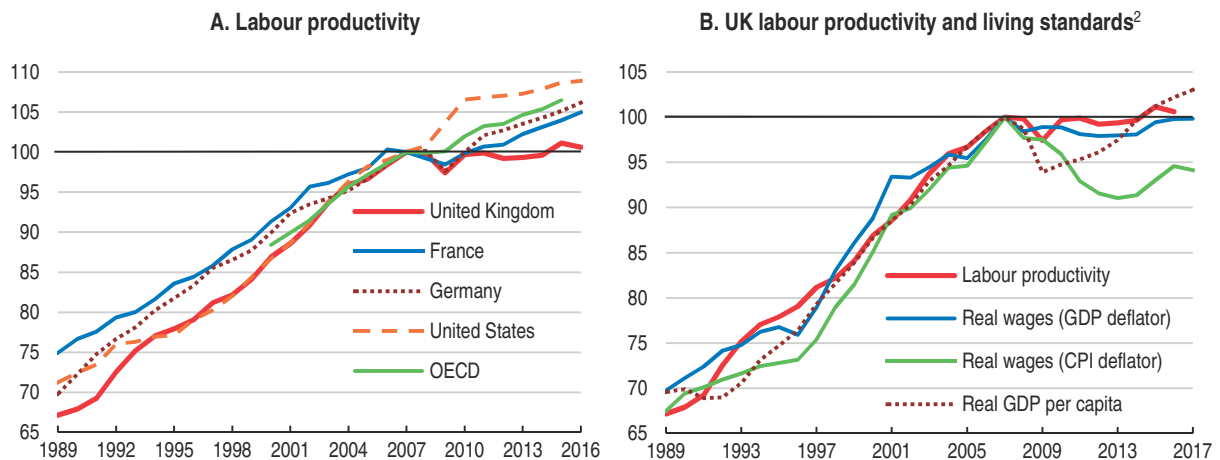 A. Labour productivity
110
105
100
95
90
85
80
75
70
65
1989 1992 1995 1998 2001 2004 2007 2010 2013 2016
United Kingdom
France
Germany
United States
OECD
B. UK labour productivity and living standards2
105
100
95
90
85
80
75
70
65
1989 1993 1997 2001 2005 2009 2013 2017
Labour productivity
Real wages (GDP deflator)
Real wages (CPI deflator)
Real GDP per capita